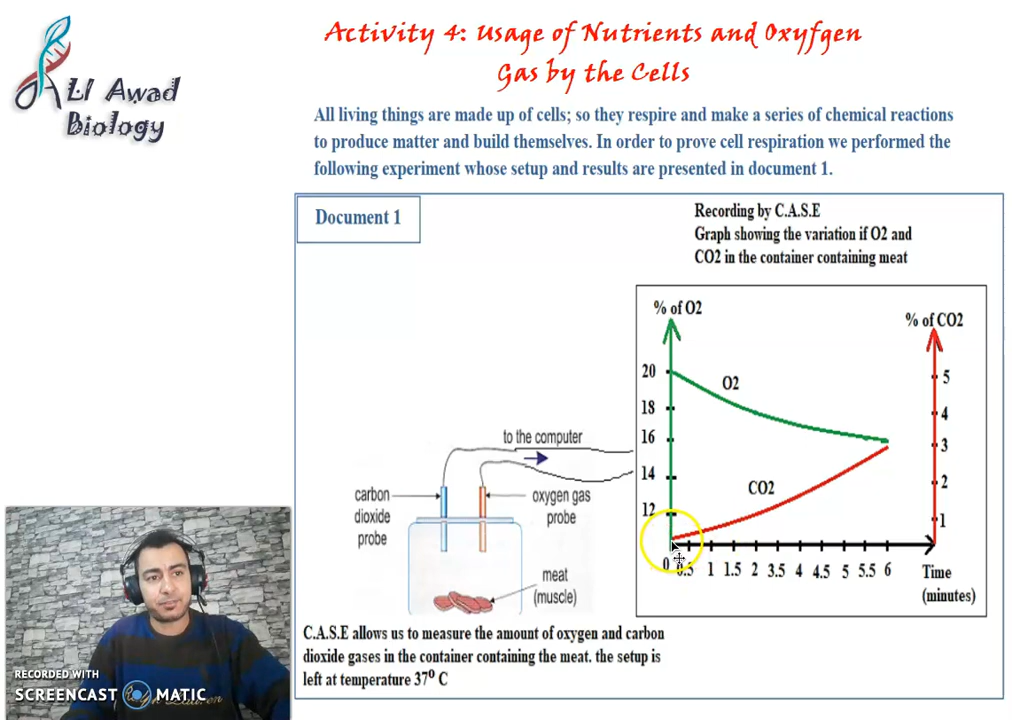 ALI Awad
Biology
Activity 4: Usage of Nutrients and Oxyfgen
Gas by the Cells
All living things are made up of cells; so they respire and make a series of chemical reactions
to produce matter and build themselves. In order to prove cell respiration we performed the
following experiment whose setup and results are presented in document 1.
Document 1
Recording by C.A.S.E
Graph showing the variation if O2 and
CO2 in the container containing meat
% of O2
% of CO2
20
18
16
14
12
O2
CO2
5
4
3
2
1
0 0.5 1 1.5 2 3.5 4 4.5 5 5.5 6
Time
(minutes)
to the computer
carbon
dioxide
probe
oxygen gas
probe
meat
(muscle)
C.A.S.E allows us to measure the amount of oxygen and carbon
dioxide gases in the container containing the meat. the setup is
left at temperature 37⁰ C
RECORDED WITH
SCREENCAST MATIC